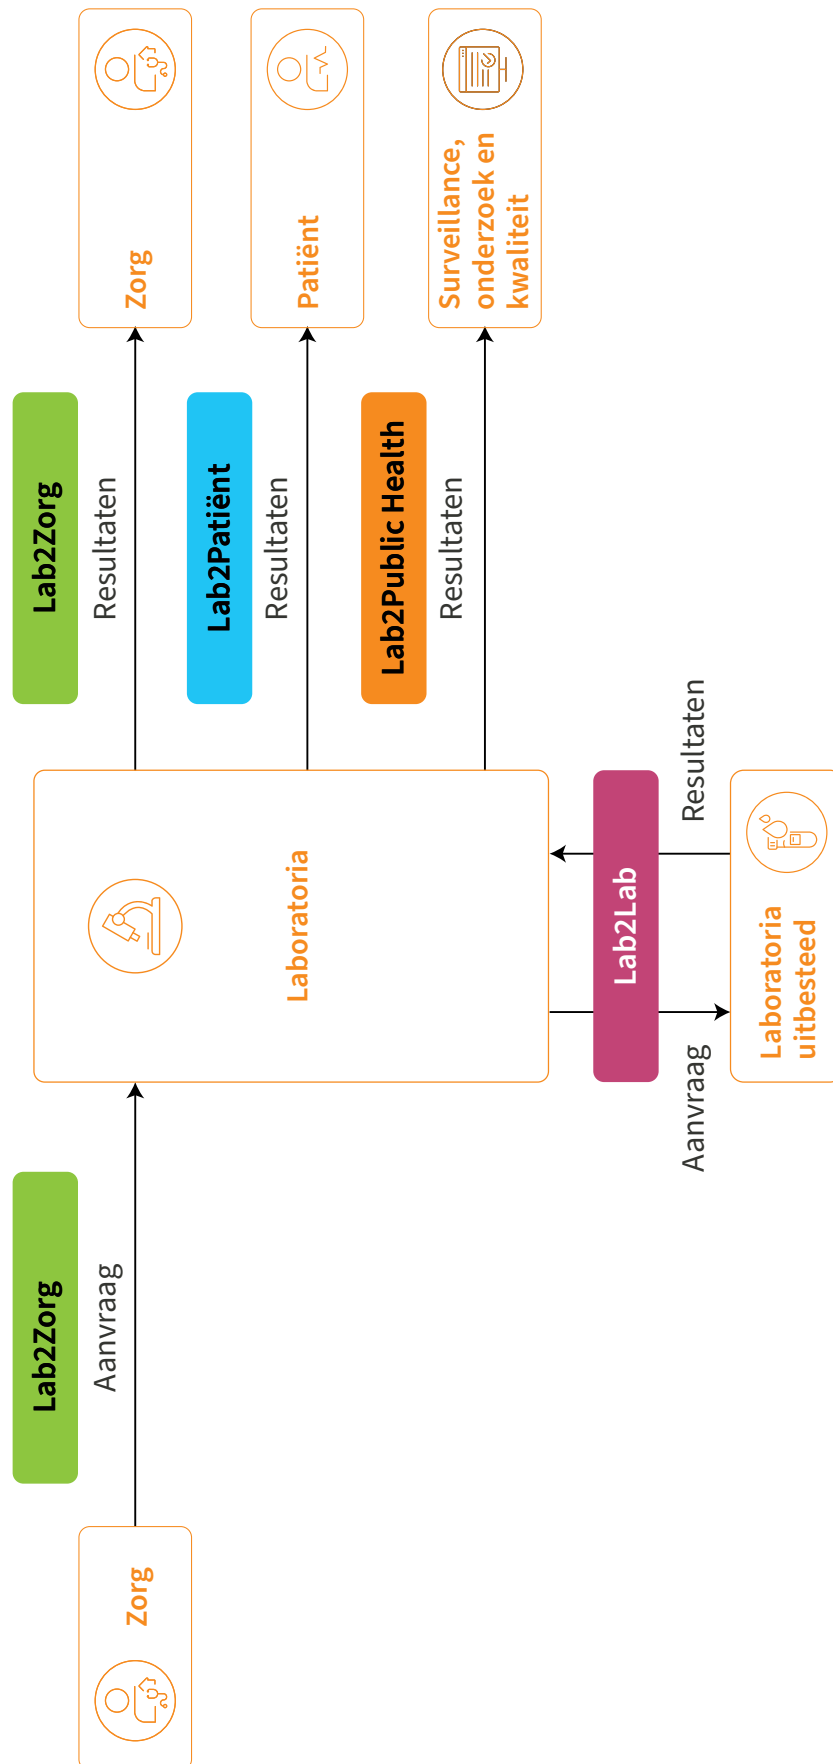 Lab2Zorg
Aanvraag
Zorg
Laboratoria
Lab2Zorg
Resultaten
Zorg
Lab2Patiënt
Resultaten
Patiënt
Lab2Public Health
Resultaten
Surveillance,
onderzoek en
kwaliteit
Lab2Lab
Aanvraag
Resultaten
Laboratoria
uitbesteed